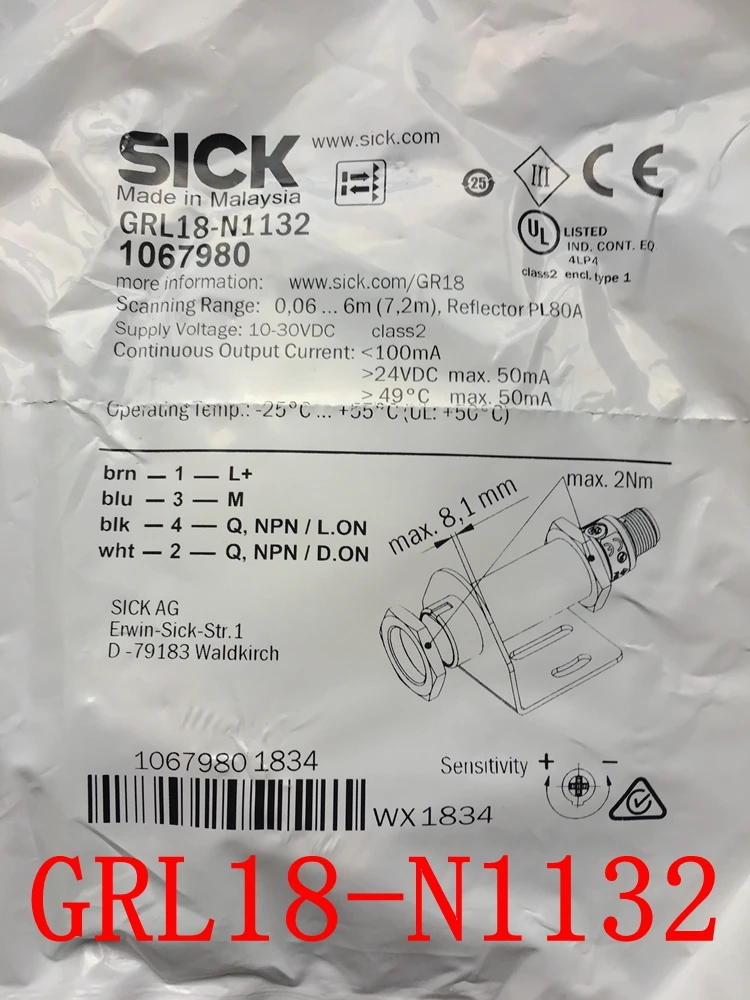 SICK www.sick.com
Made in Malaysia
25
III
CE
GRL18-N1132
1067980
UL LISTED
IND. CONT. EQ
4LP4
class2 encl. type 1
more information: www.sick.com/GR18
Scanning Range: 0,06 ... 6m (7,2m), Reflector PL80A
Supply Voltage: 10-30VDC class2
Continuous Output Current: <100mA
>24VDC max. 50mA
> 49°C max. 50mA
Operating Temp.: -25°C ... +55°C (UL: +50°C)
brn — 1 — L+
blu — 3 — M
blk — 4 — Q, NPN / L.ON
wht — 2 — Q, NPN / D.ON
max. 8,1 mm
max. 2Nm
SICK AG
Erwin-Sick-Str.1
D -79183 Waldkirch
1067980 1834
WX1834
Sensitivity + −
GRL18-N1132